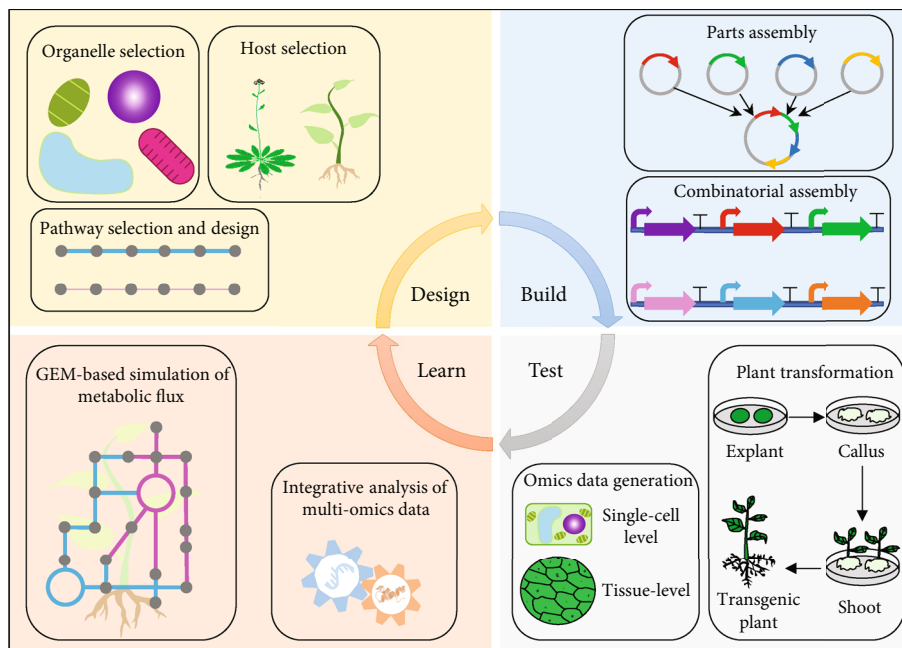 Organelle selection
Host selection
Pathway selection and design
Design
Parts assembly
Combinatorial assembly
Build
Learn
GEM-based simulation of
metabolic flux
Integrative analysis of
multi-omics data
Test
Omics data generation
Single-cell
level
Tissue-level
Plant transformation
Explant
Callus
Transgenic
plant
Shoot